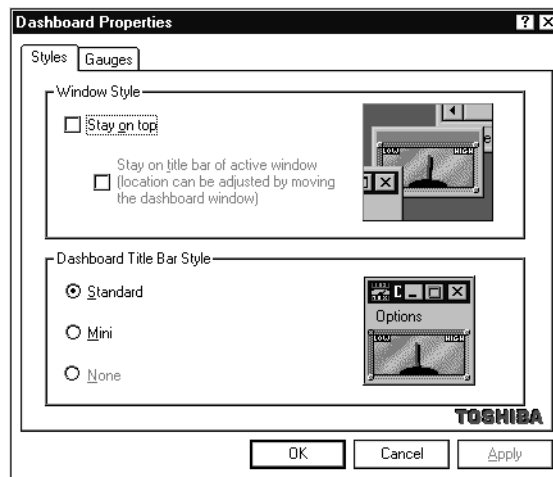 Dashboard Properties
Styles
Gauges
Window Style
Stay on top
Stay on title bar of active window
(location can be adjusted by moving
the dashboard window)
e
LOW HIGH
Dashboard Title Bar Style
Standard
Mini
None
D
Options
LOW HIGH
TOSHIBA
OK
Cancel
Apply